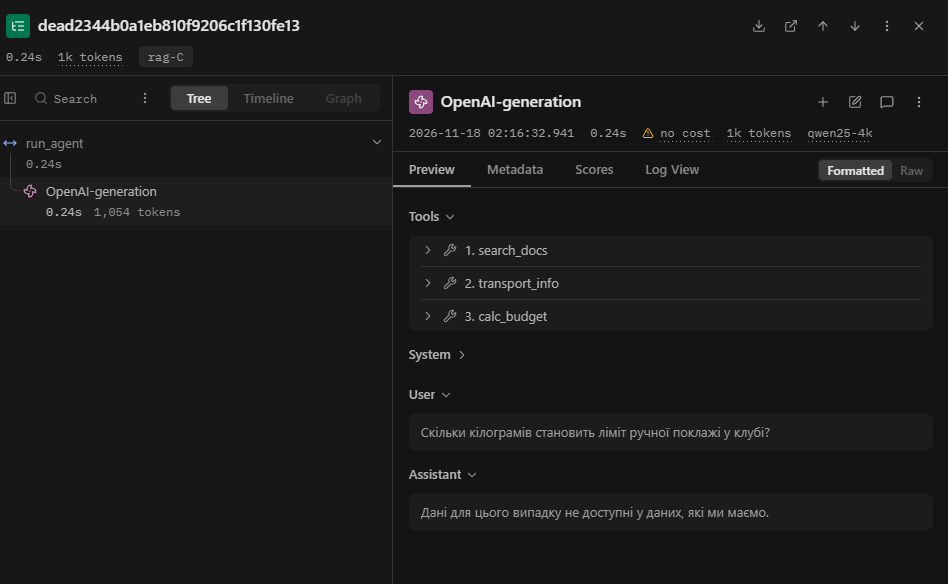 dead2344b0a1eb810f9206c1f130fe13
0.24s 1k tokens rag-C
Search Tree Timeline Graph
run_agent
0.24s
OpenAI-generation
0.24s 1,054 tokens
OpenAI-generation
2026-11-18 02:16:32.941 0.24s no cost 1k tokens qwen25-4k
Preview Metadata Scores Log View Formatted Raw
Tools
1. search_docs
2. transport_info
3. calc_budget
System
User
Скільки кілограмів становить ліміт ручної поклажі у клубі?
Assistant
Дані для цього випадку не доступні у даних, які ми маємо.